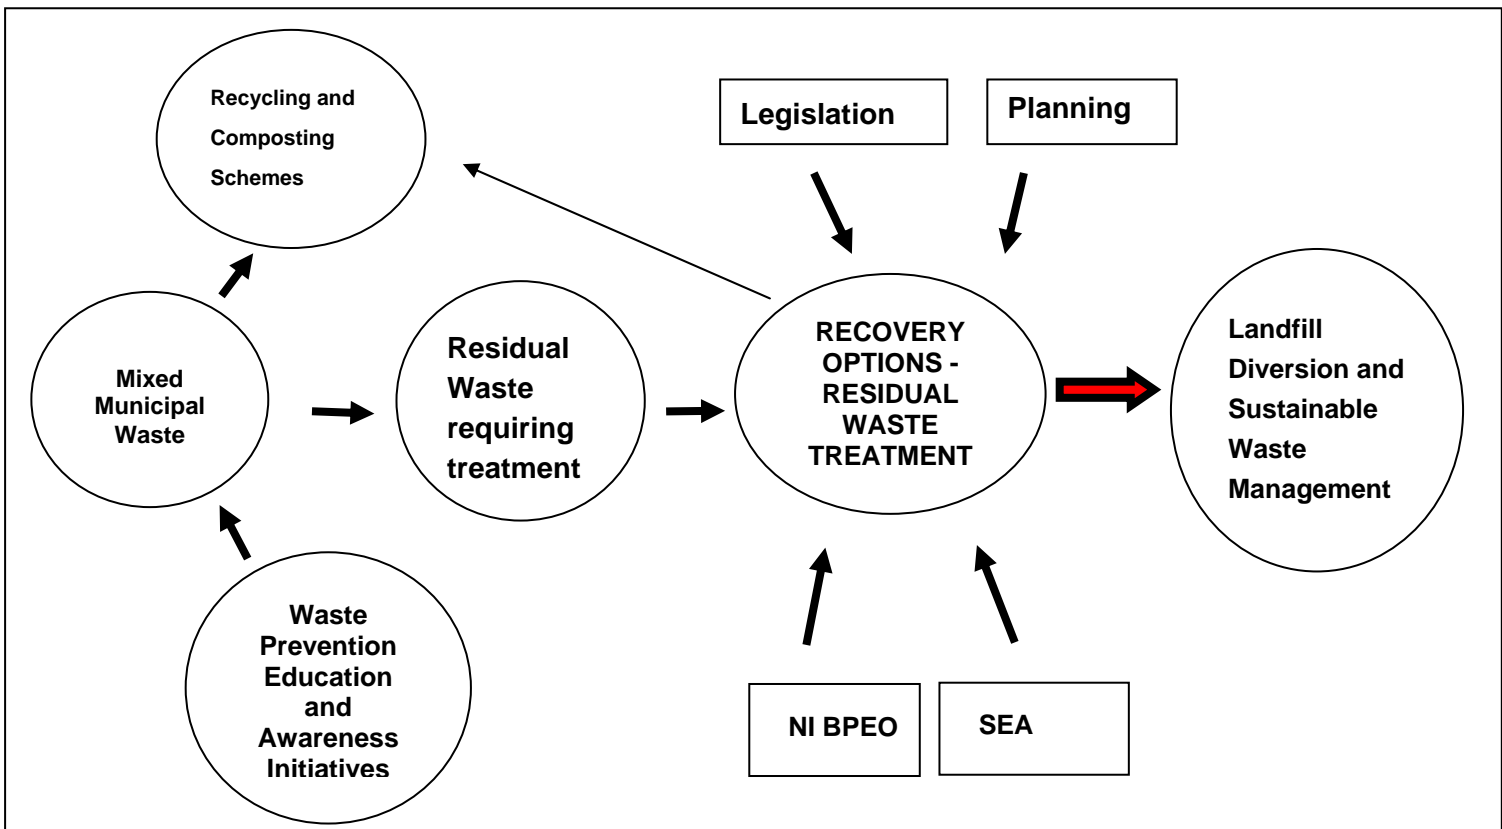 Recycling and
Composting
Schemes
Legislation
Planning
Mixed
Municipal
Waste
Residual
Waste
requiring
treatment
RECOVERY
OPTIONS -
RESIDUAL
WASTE
TREATMENT
Landfill
Diversion and
Sustainable
Waste
Management
Waste
Prevention
Education
and
Awareness
Initiatives
NI BPEO
SEA